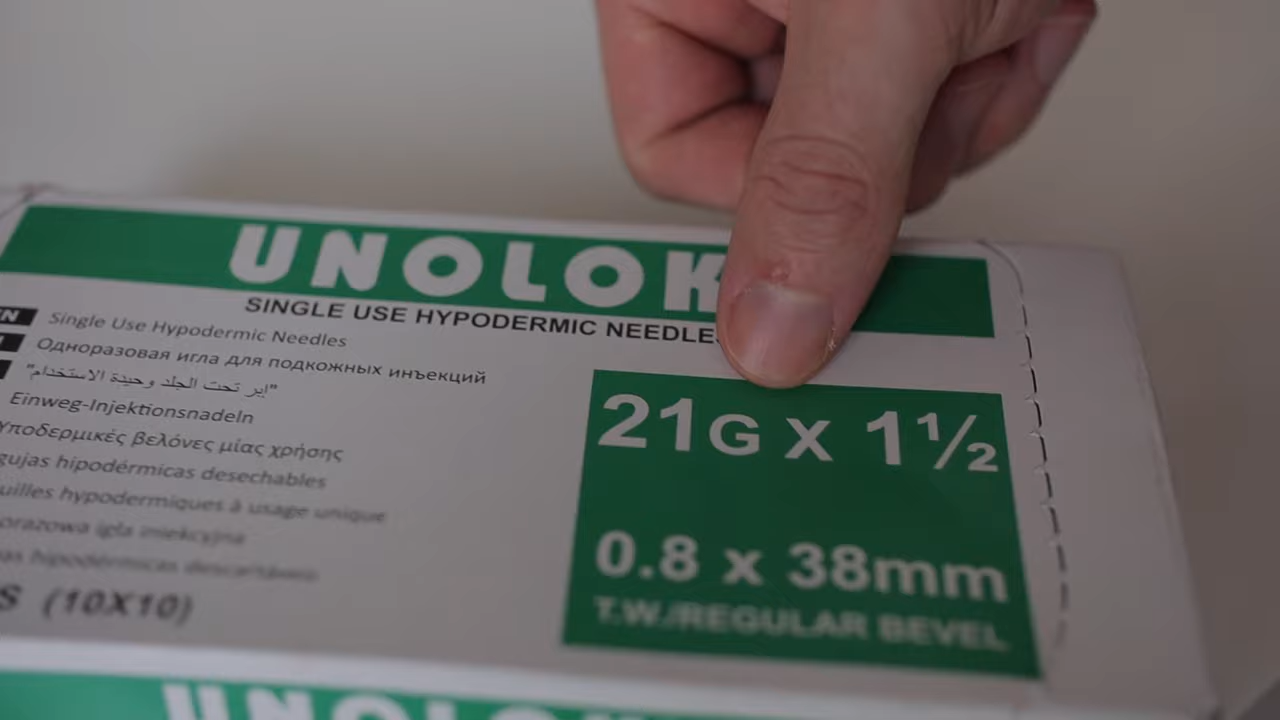 UNOLOK
SINGLE USE HYPODERMIC NEEDLES
EN
Single Use Hypodermic Needles
Одноразовая игла для подкожных инъекций
"إبر تحت الجلد وحيدة الاستخدام"
Einweg-Injektionsnadeln
Υποδερμικές βελόνες μίας χρήσης
gujas hipodérmicas desechables
uilles hypodermiques à usage unique
orazowa igła iniekcyjna
as hipodérmicas descartáveis
S (10X10)
21G X 1½
0.8 x 38mm
T.W./REGULAR BEVEL
UNOLOK